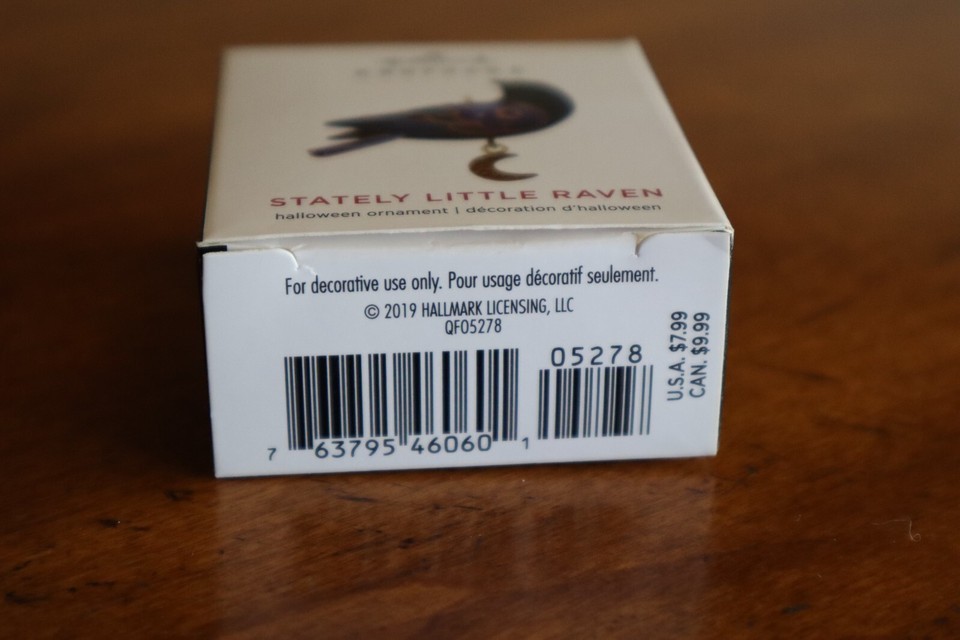 STATELY LITTLE RAVEN
halloween ornament | décoration d'halloween
For decorative use only. Pour usage décoratif seulement.
© 2019 HALLMARK LICENSING, LLC
QFO5278
05278
7 63795 46060 1
U.S.A. $7.99
CAN. $9.99